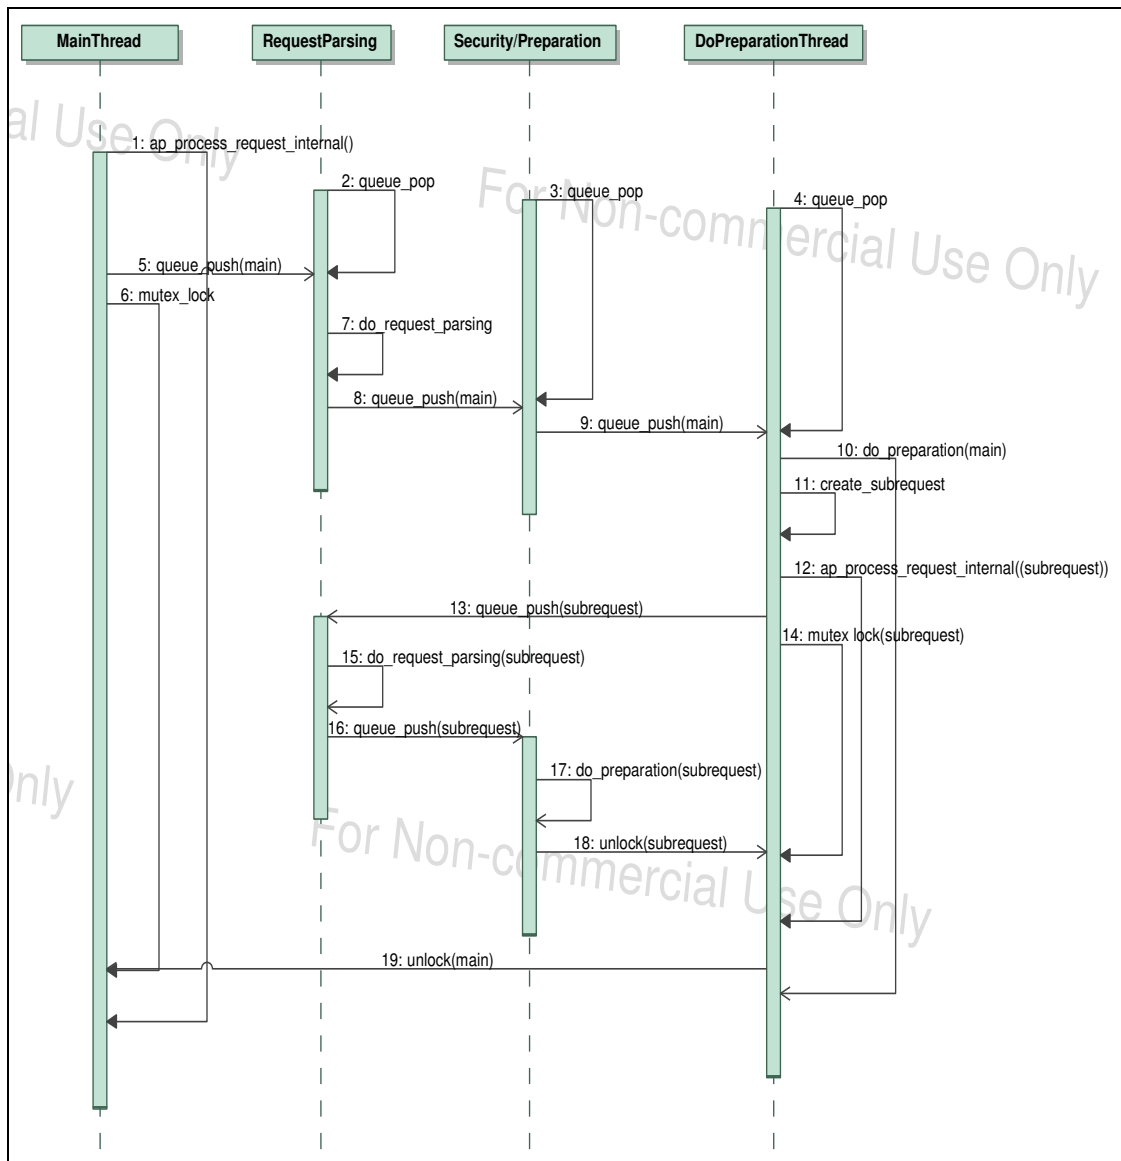 MainThread
RequestParsing
Security/Preparation
DoPreparationThread
al Use Only
1: ap_process_request_internal()
2: queue_pop
3: queue_pop
4: queue_pop
For Non-commercial Use Only
5: queue_push(main)
6: mutex_lock
7: do_request_parsing
8: queue_push(main)
9: queue_push(main)
10: do_preparation(main)
11: create_subrequest
12: ap_process_request_internal((subrequest))
13: queue_push(subrequest)
14: mutex lock(subrequest)
15: do_request_parsing(subrequest)
16: queue_push(subrequest)
17: do_preparation(subrequest)
Only
For Non-commercial Use Only
18: unlock(subrequest)
19: unlock(main)